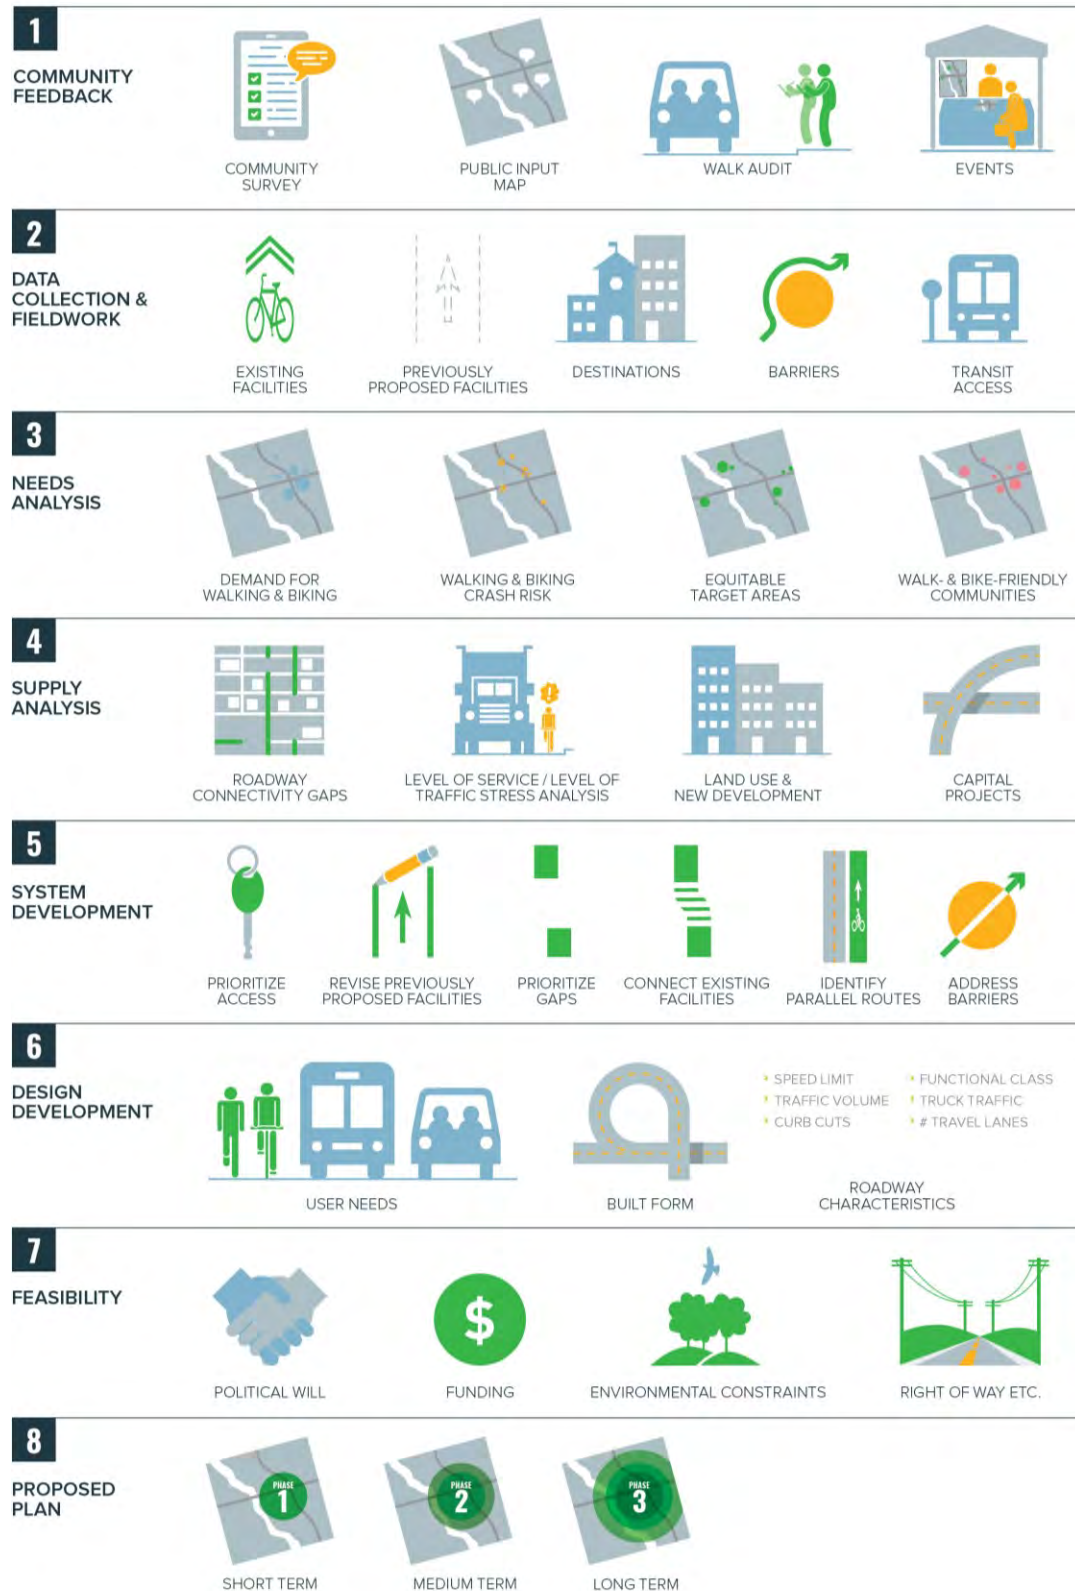 1
COMMUNITY
FEEDBACK
COMMUNITY
SURVEY
PUBLIC INPUT
MAP
WALK AUDIT
EVENTS
2
DATA
COLLECTION &
FIELDWORK
EXISTING
FACILITIES
PREVIOUSLY
PROPOSED FACILITIES
DESTINATIONS
BARRIERS
TRANSIT
ACCESS
3
NEEDS
ANALYSIS
DEMAND FOR
WALKING & BIKING
WALKING & BIKING
CRASH RISK
EQUITABLE
TARGET AREAS
WALK- & BIKE-FRIENDLY
COMMUNITIES
4
SUPPLY
ANALYSIS
ROADWAY
CONNECTIVITY GAPS
LEVEL OF SERVICE / LEVEL OF
TRAFFIC STRESS ANALYSIS
LAND USE &
NEW DEVELOPMENT
CAPITAL
PROJECTS
5
SYSTEM
DEVELOPMENT
PRIORITIZE
ACCESS
REVISE PREVIOUSLY
PROPOSED FACILITIES
PRIORITIZE
GAPS
CONNECT EXISTING
FACILITIES
IDENTIFY
PARALLEL ROUTES
ADDRESS
BARRIERS
6
DESIGN
DEVELOPMENT
USER NEEDS
BUILT FORM
SPEED LIMIT
TRAFFIC VOLUME
CURB CUTS
FUNCTIONAL CLASS
TRUCK TRAFFIC
# TRAVEL LANES
ROADWAY
CHARACTERISTICS
7
FEASIBILITY
$
POLITICAL WILL
FUNDING
ENVIRONMENTAL CONSTRAINTS
RIGHT OF WAY ETC.
8
PROPOSED
PLAN
PHASE
1
SHORT TERM
PHASE
2
MEDIUM TERM
PHASE
3
LONG TERM